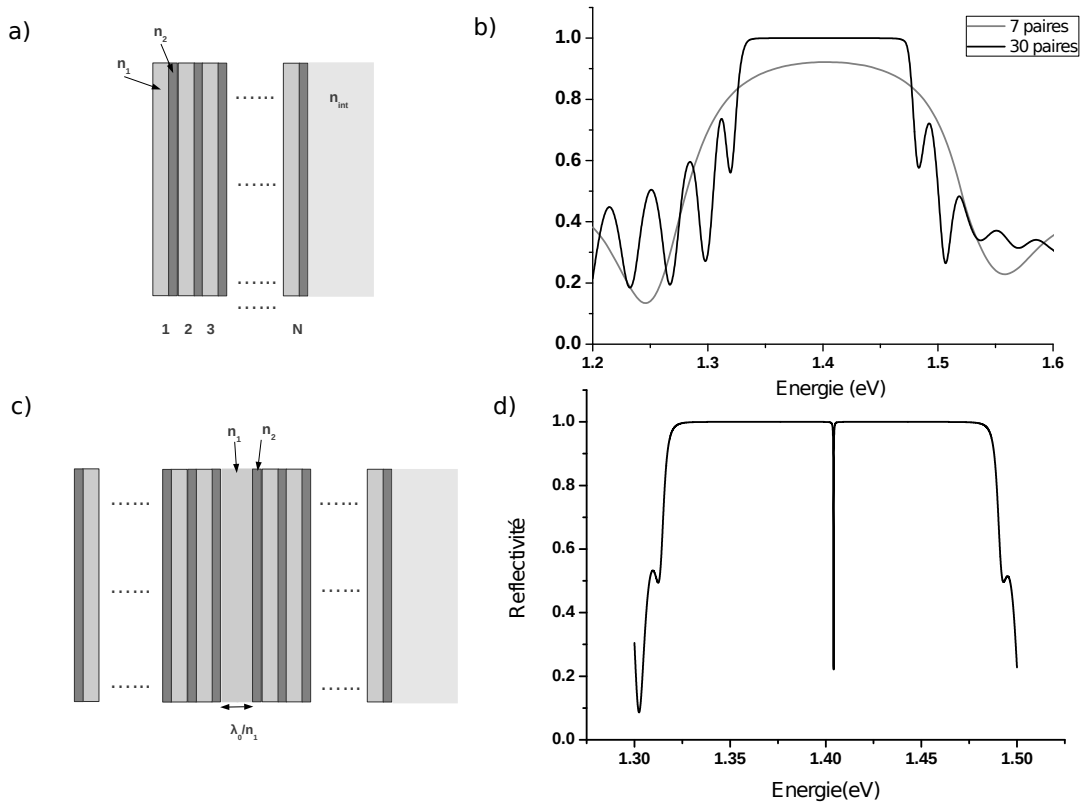 a)
n₂
n₁
......
n_int
......
......
......
1 2 3 N
b)
7 paires
30 paires
1.0
0.8
0.6
0.4
0.2
0.0
1.2 1.3 1.4 1.5 1.6
Energie (eV)
c)
n₁ n₂
...... ......
...... ......
...... ......
λ₀/n₁
d)
Reflectivité
1.0
0.8
0.6
0.4
0.2
0.0
1.30 1.35 1.40 1.45 1.50
Energie(eV)